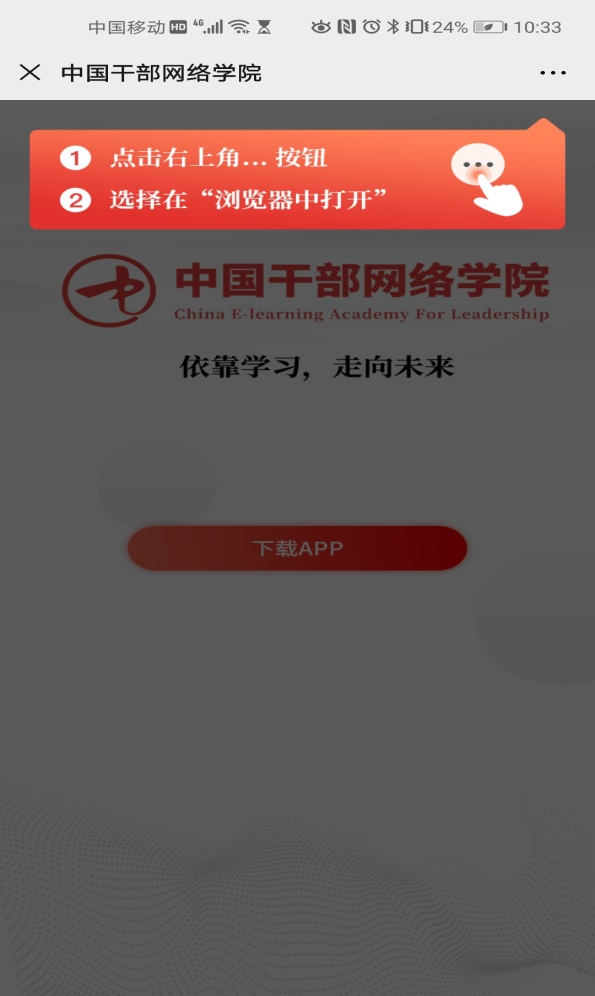 中国移动 HD 4G 24% 10:33
中国干部网络学院
1 点击右上角... 按钮
2 选择在“浏览器中打开”
中国干部网络学院
China E-learning Academy For Leadership
依靠学习，走向未来
下载APP